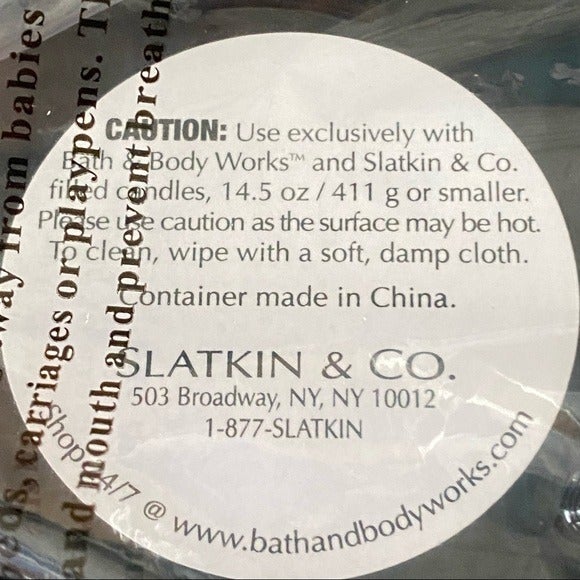 CAUTION: Use exclusively with
Bath & Body Works™ and Slatkin & Co.
filled candles, 14.5 oz / 411 g or smaller.
Please use caution as the surface may be hot.
To clean, wipe with a soft, damp cloth.
Container made in China.
SLATKIN & CO.
503 Broadway, NY, NY 10012
1-877-SLATKIN
Shop 24/7 @ www.bathandbodyworks.com
away from babies
carriages or playpens.
and mouth and prevent breath